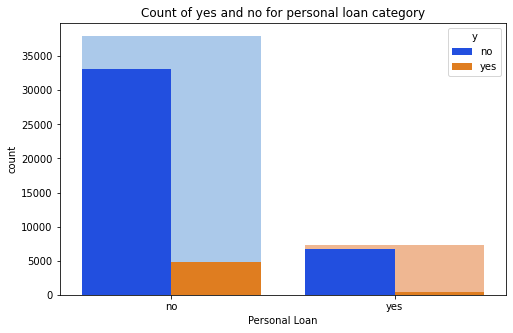 Count of yes and no for personal loan category
y
no
yes
35000
30000
25000
20000
15000
10000
5000
0
count
no
yes
Personal Loan